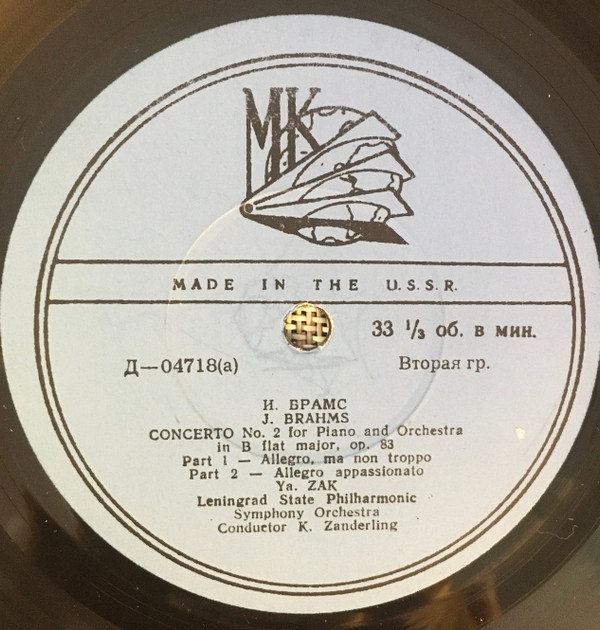 МК
MADE IN THE U.S.S.R.
33 1/3 об. в мин.
Д—04718(а)
Вторая гр.
И. БРАМС
J. BRAHMS
CONCERTO No. 2 for Piano and Orchestra
in B flat major, op. 83
Part 1 — Allegro, ma non troppo
Part 2 — Allegro appassionato
Ya. ZAK
Leningrad State Philharmonic
Symphony Orchestra
Conductor K. Zanderling